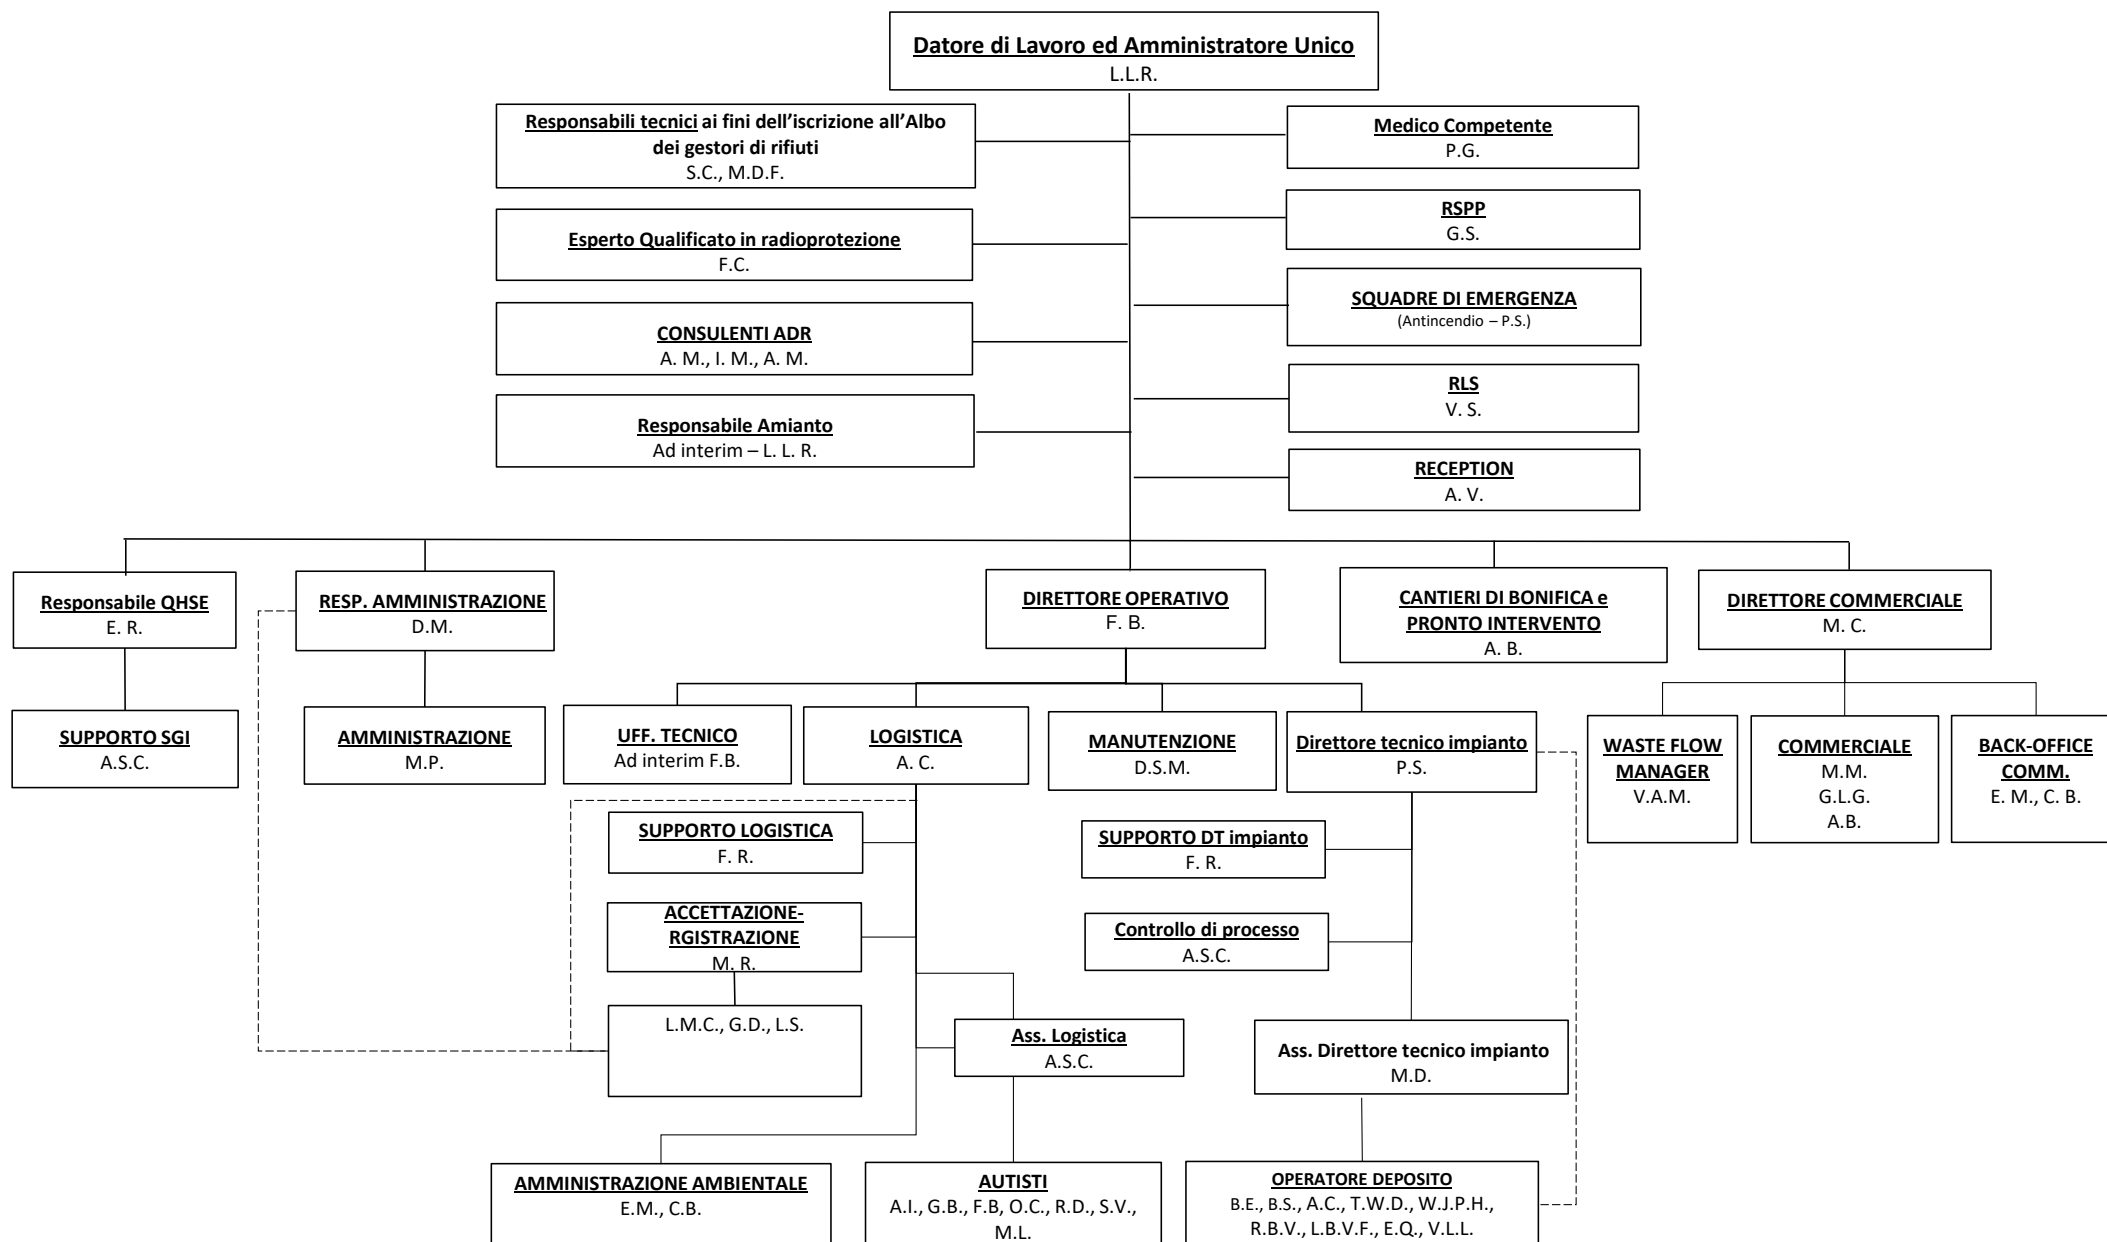 Datore di Lavoro ed Amministratore Unico
L.L.R.
Responsabili tecnici ai fini dell'iscrizione all'Albo
dei gestori di rifiuti
S.C., M.D.F.
Medico Competente
P.G.
Esperto Qualificato in radioprotezione
F.C.
RSPP
G.S.
SQUADRE DI EMERGENZA
(Antincendio – P.S.)
CONSULENTI ADR
A. M., I. M., A. M.
RLS
V. S.
Responsabile Amianto
Ad interim – L. L. R.
RECEPTION
A. V.
Responsabile QHSE
E. R.
RESP. AMMINISTRAZIONE
D.M.
DIRETTORE OPERATIVO
F. B.
CANTIERI DI BONIFICA e
PRONTO INTERVENTO
A. B.
DIRETTORE COMMERCIALE
M. C.
SUPPORTO SGI
A.S.C.
AMMINISTRAZIONE
M.P.
UFF. TECNICO
Ad interim F.B.
LOGISTICA
A. C.
MANUTENZIONE
D.S.M.
Direttore tecnico impianto
P.S.
WASTE FLOW
MANAGER
V.A.M.
COMMERCIALE
M.M.
G.L.G.
A.B.
BACK-OFFICE
COMM.
E. M., C. B.
SUPPORTO LOGISTICA
F. R.
SUPPORTO DT impianto
F. R.
ACCETTAZIONE-
RGISTRAZIONE
M. R.
Controllo di processo
A.S.C.
L.M.C., G.D., L.S.
Ass. Logistica
A.S.C.
Ass. Direttore tecnico impianto
M.D.
AMMINISTRAZIONE AMBIENTALE
E.M., C.B.
AUTISTI
A.I., G.B., F.B, O.C., R.D., S.V.,
M.L.
OPERATORE DEPOSITO
B.E., B.S., A.C., T.W.D., W.J.P.H.,
R.B.V., L.B.V.F., E.Q., V.L.L.